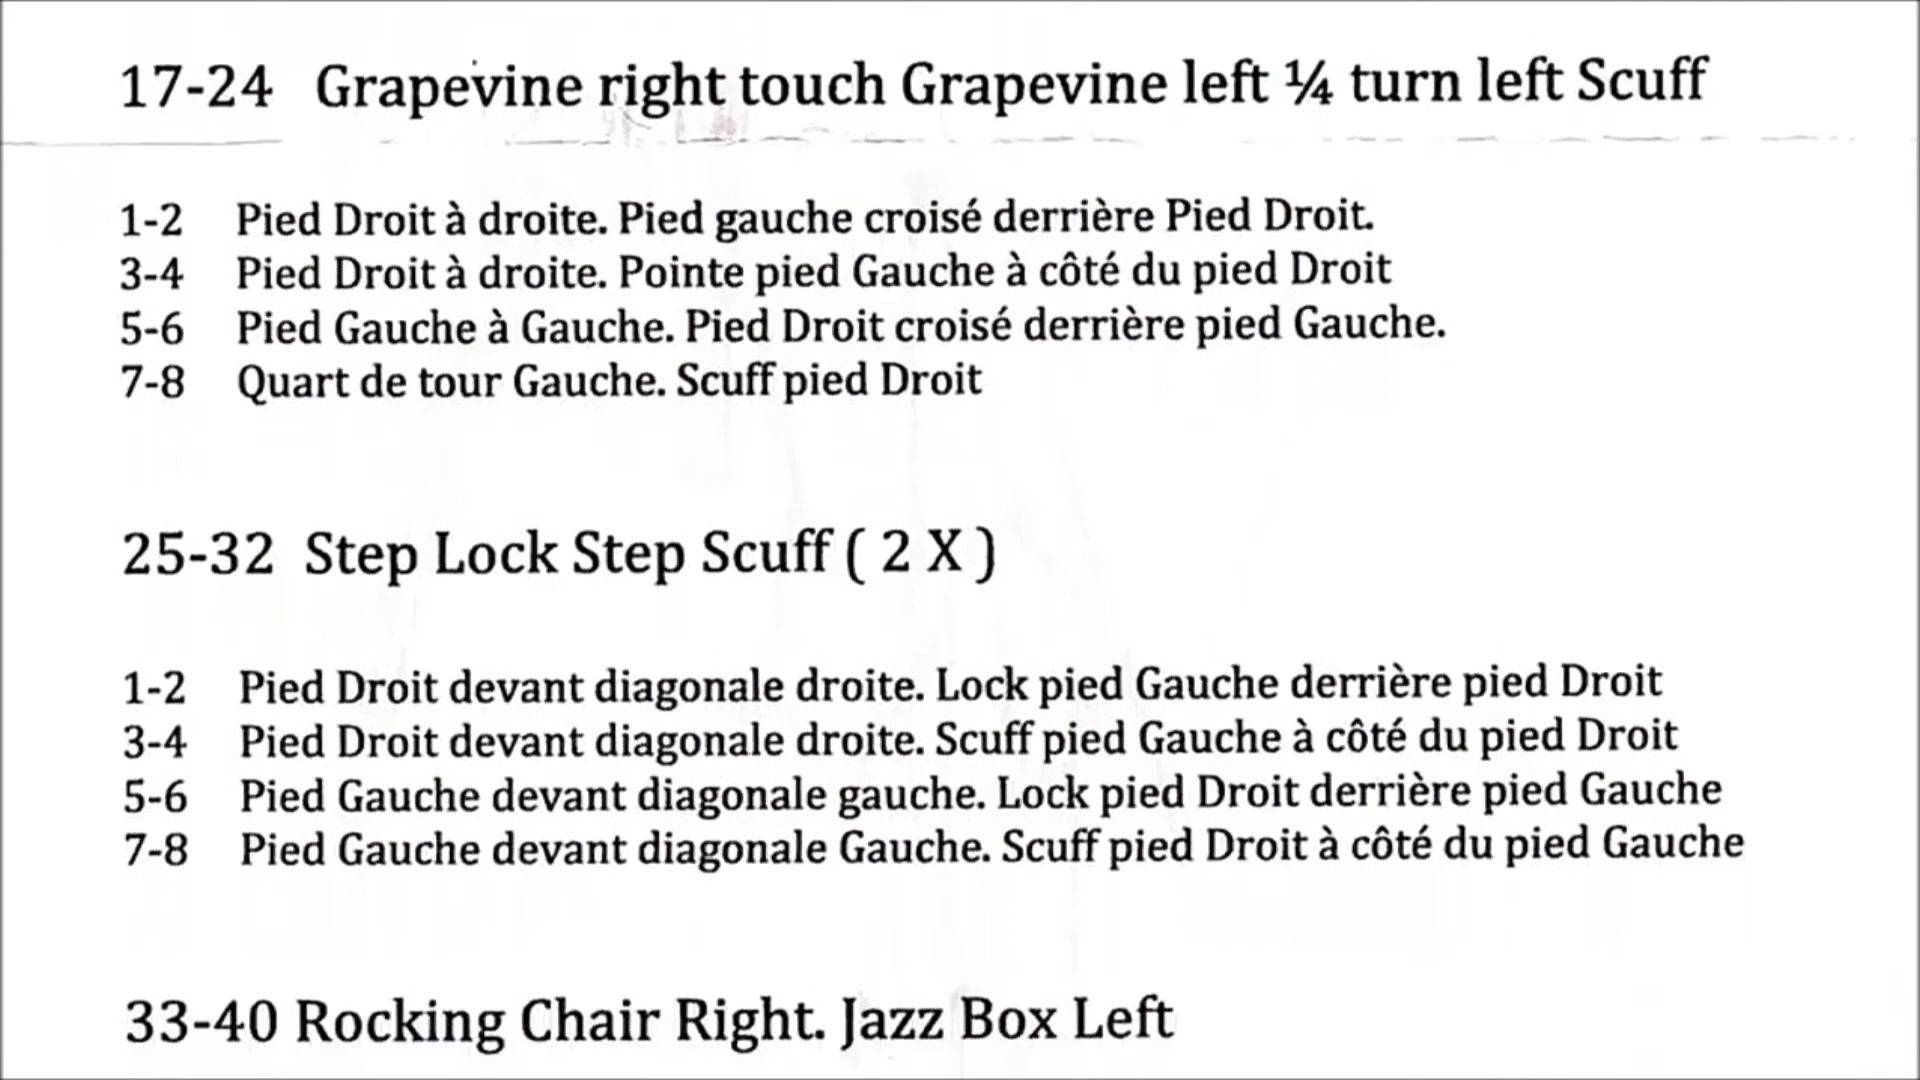 17-24 Grapevine right touch Grapevine left ¼ turn left Scuff
1-2 Pied Droit à droite. Pied gauche croisé derrière Pied Droit.
3-4 Pied Droit à droite. Pointe pied Gauche à côté du pied Droit
5-6 Pied Gauche à Gauche. Pied Droit croisé derrière pied Gauche.
7-8 Quart de tour Gauche. Scuff pied Droit
25-32 Step Lock Step Scuff ( 2 X )
1-2 Pied Droit devant diagonale droite. Lock pied Gauche derrière pied Droit
3-4 Pied Droit devant diagonale droite. Scuff pied Gauche à côté du pied Droit
5-6 Pied Gauche devant diagonale gauche. Lock pied Droit derrière pied Gauche
7-8 Pied Gauche devant diagonale Gauche. Scuff pied Droit à côté du pied Gauche
33-40 Rocking Chair Right. Jazz Box Left